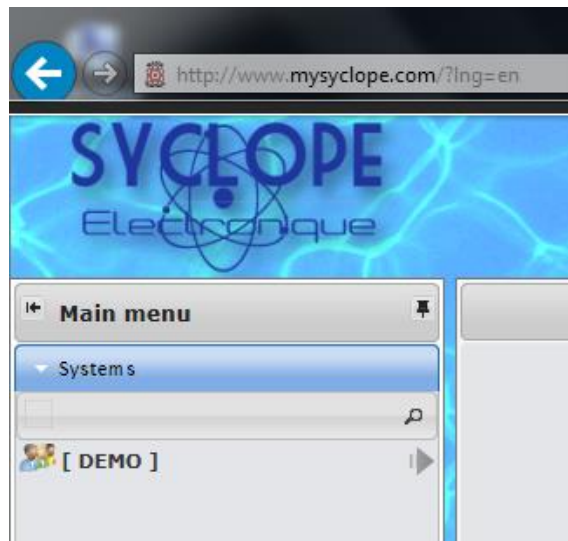 http://www.mysyclope.com/?lng=en
SYCLOPE
Electronique
Main menu
Systems
[ DEMO ]